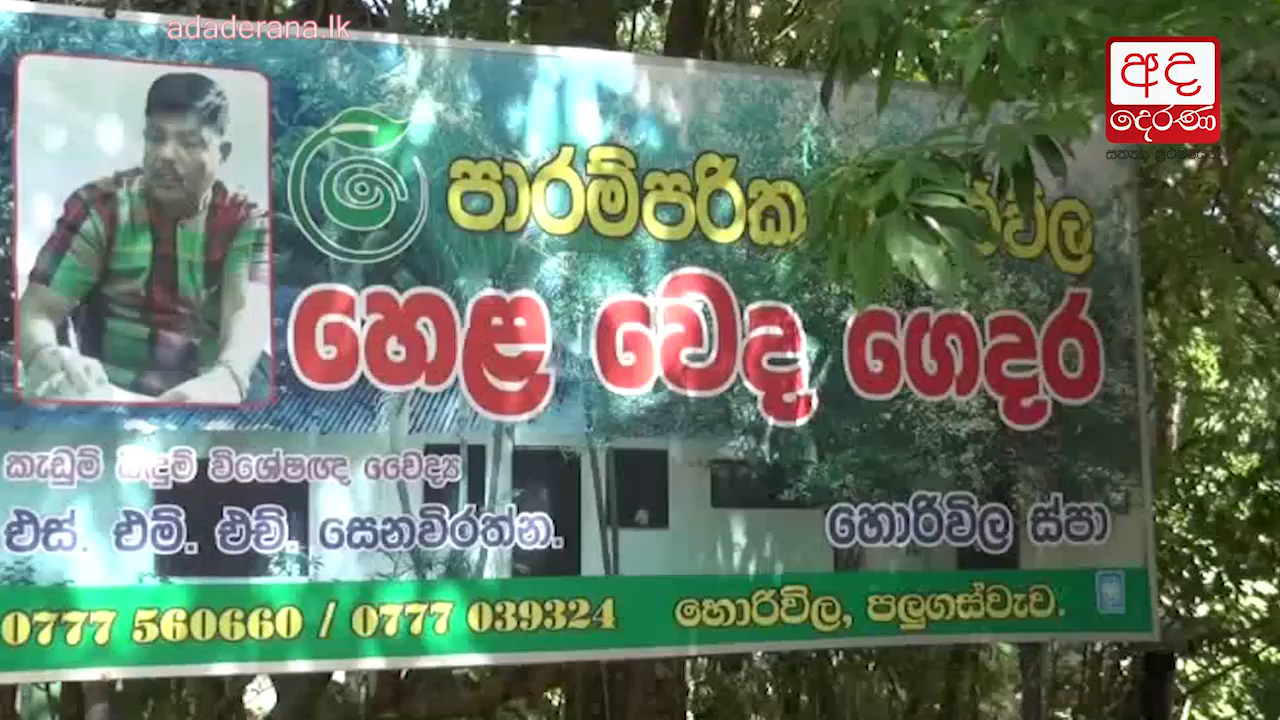 adaderana.lk
අද
දෙරණ
පාරම්පරික
හෙළ වෙද ගෙදර
කැඩුම් බිඳුම් විශේෂඥ වෛද්‍ය
එස්. එම්. එච්. සෙනවිරත්න.
හොරිවිල ස්පා
0777 560660 / 0777 039324
හොරිවිල, පලුගස්වැව.